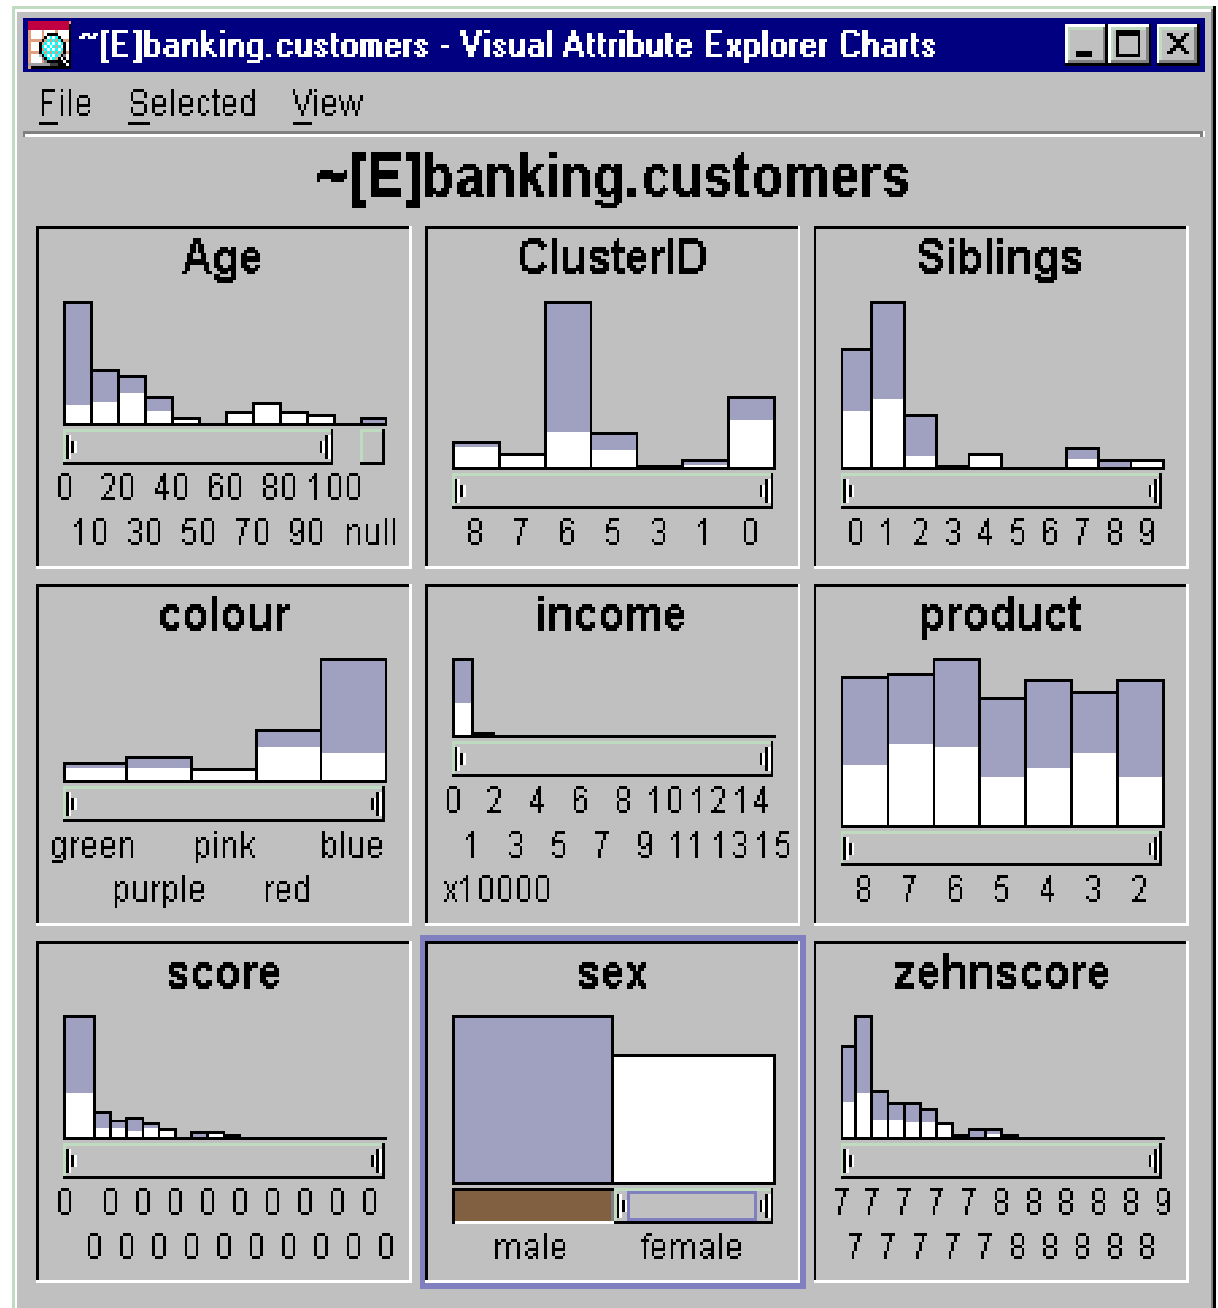 ~[E]banking.customers - Visual Attribute Explorer Charts
File Selected View
~[E]banking.customers
Age
0 20 40 60 80 100
10 30 50 70 90 null
ClusterID
8 7 6 5 3 1 0
Siblings
0 1 2 3 4 5 6 7 8 9
colour
green pink blue
purple red
income
0 2 4 6 8 10 12 14
1 3 5 7 9 11 13 15
x10000
product
8 7 6 5 4 3 2
score
0 0 0 0 0 0 0 0 0 0
0 0 0 0 0 0 0 0 0 0
sex
male female
zehnscore
7 7 7 7 7 8 8 8 8 8 9
7 7 7 7 7 8 8 8 8 8